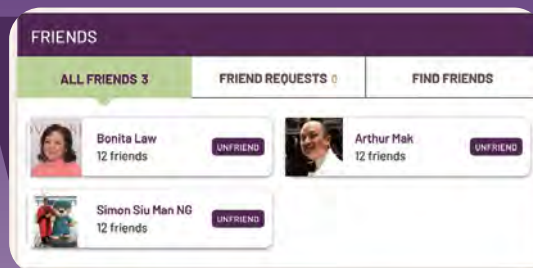 FRIENDS
ALL FRIENDS 3
FRIEND REQUESTS 0
FIND FRIENDS
Bonita Law
12 friends
UNFRIEND
Arthur Mak
12 friends
UNFRIEND
Simon Siu Man NG
12 friends
UNFRIEND